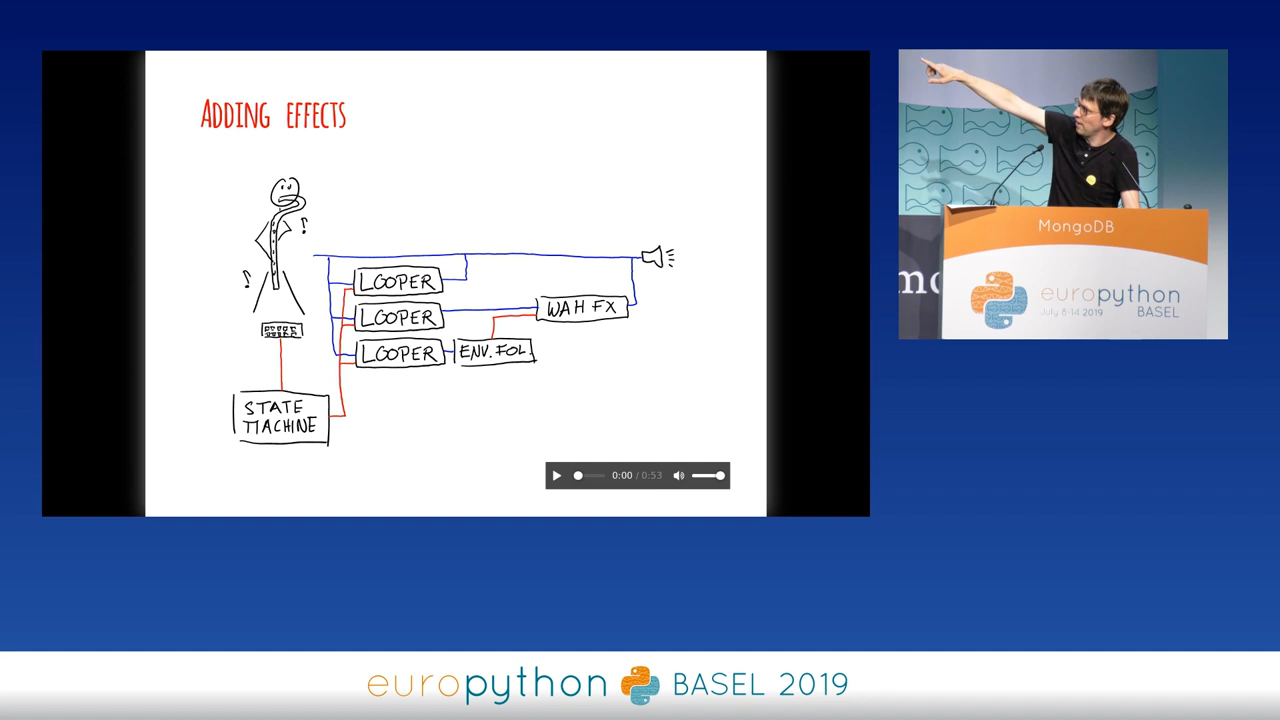 ADDING EFFECTS
LOOPER
LOOPER
WAH FX
LOOPER
ENV. FOL.
STATE
MACHINE
0:00 / 0:53
MongoDB
mo
europython
July 8-14 2019
BASEL
europython BASEL 2019